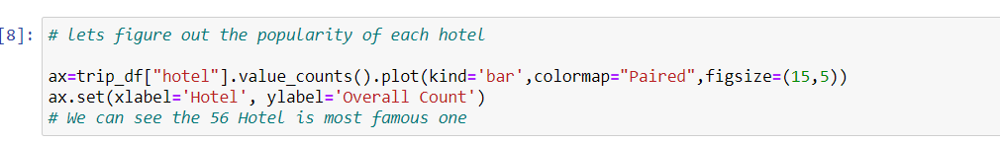 [8]: # lets figure out the popularity of each hotel
ax=trip_df["hotel"].value_counts().plot(kind='bar',colormap="Paired",figsize=(15,5))
ax.set(xlabel='Hotel', ylabel='Overall Count')
# We can see the 56 Hotel is most famous one